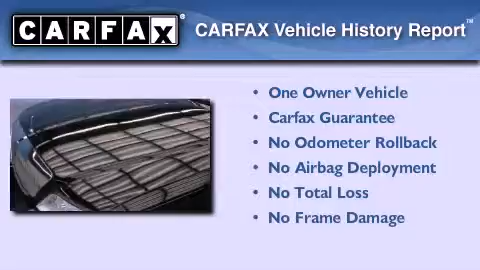 CARFAX
CARFAX Vehicle History Report™
• One Owner Vehicle
• Carfax Guarantee
• No Odometer Rollback
• No Airbag Deployment
• No Total Loss
• No Frame Damage